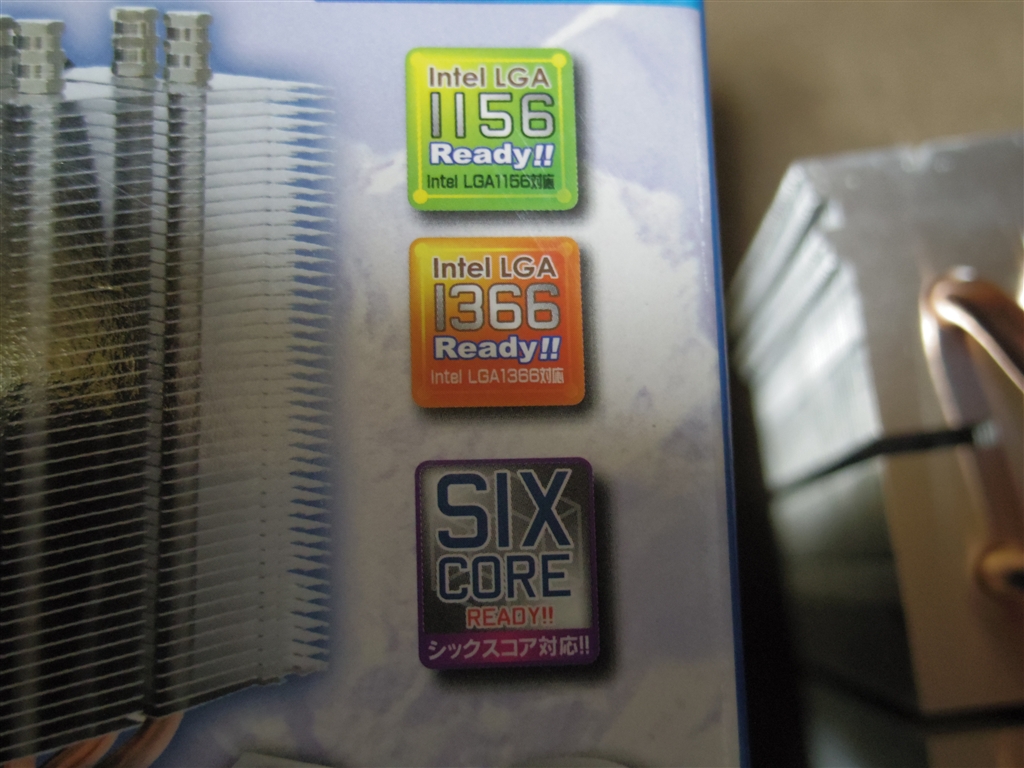 Intel LGA
1156
Ready!!
Intel LGA1156対応
Intel LGA
1366
Ready!!
Intel LGA1366対応
SIX
CORE
READY!!
シックスコア対応!!